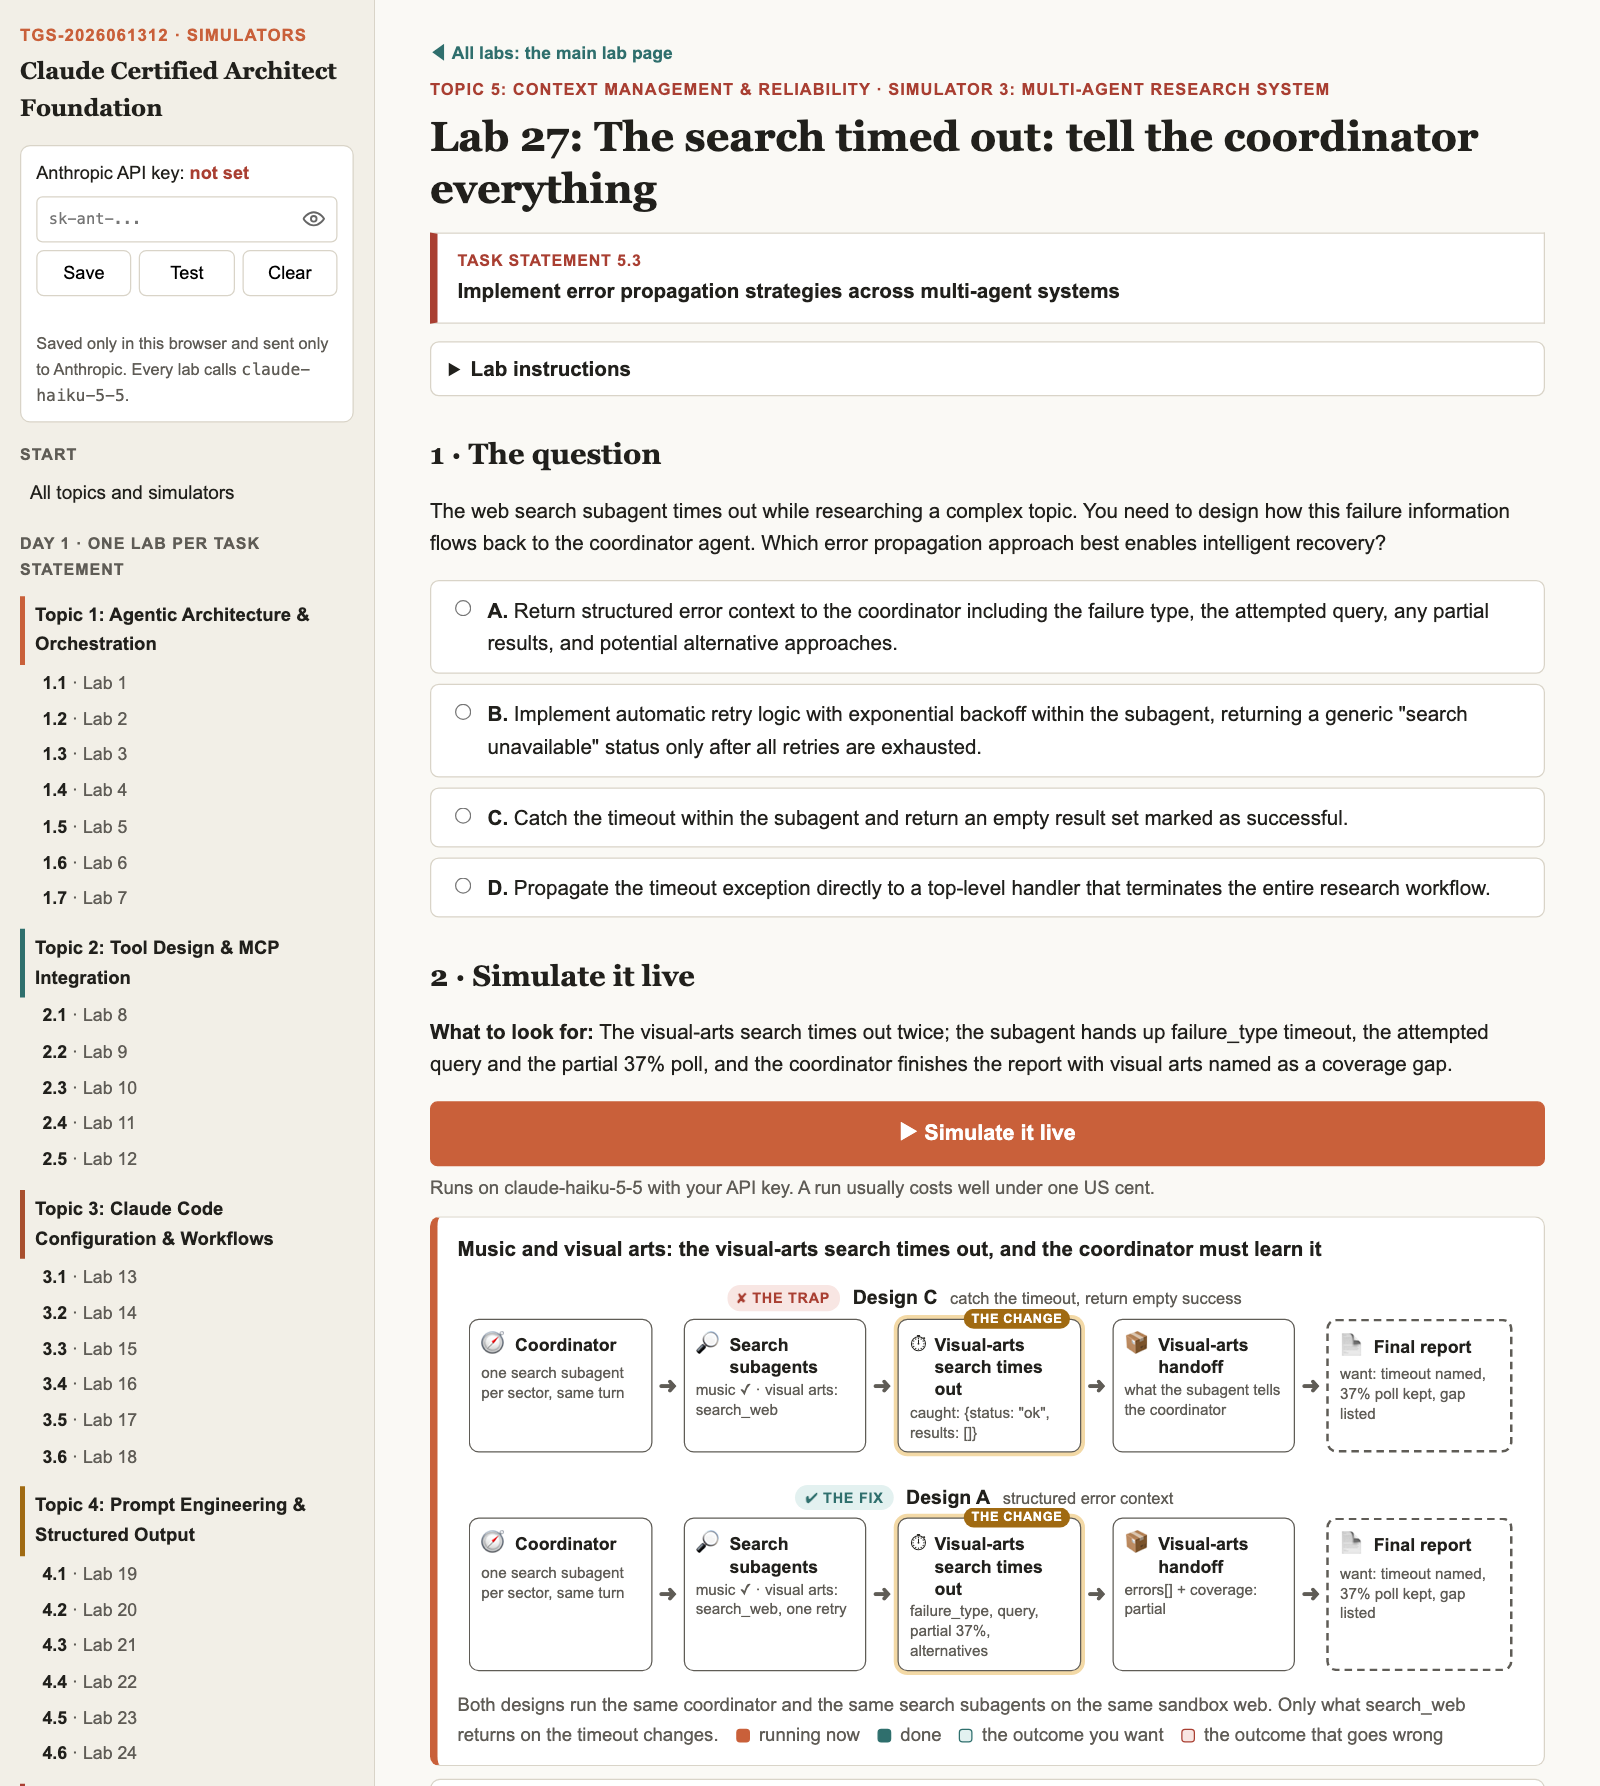 TGS-2026061312 · SIMULATORS
Claude Certified Architect
Foundation
Anthropic API key: not set
sk-ant-...
Save
Test
Clear
Saved only in this browser and sent only
to Anthropic. Every lab calls claude-
haiku-5-5.
START
All topics and simulators
DAY 1 · ONE LAB PER TASK
STATEMENT
Topic 1: Agentic Architecture &
Orchestration
1.1 · Lab 1
1.2 · Lab 2
1.3 · Lab 3
1.4 · Lab 4
1.5 · Lab 5
1.6 · Lab 6
1.7 · Lab 7
Topic 2: Tool Design & MCP
Integration
2.1 · Lab 8
2.2 · Lab 9
2.3 · Lab 10
2.4 · Lab 11
2.5 · Lab 12
Topic 3: Claude Code
Configuration & Workflows
3.1 · Lab 13
3.2 · Lab 14
3.3 · Lab 15
3.4 · Lab 16
3.5 · Lab 17
3.6 · Lab 18
Topic 4: Prompt Engineering &
Structured Output
4.1 · Lab 19
4.2 · Lab 20
4.3 · Lab 21
4.4 · Lab 22
4.5 · Lab 23
4.6 · Lab 24
◀ All labs: the main lab page
TOPIC 5: CONTEXT MANAGEMENT & RELIABILITY · SIMULATOR 3: MULTI-AGENT RESEARCH SYSTEM
Lab 27: The search timed out: tell the coordinator
everything
TASK STATEMENT 5.3
Implement error propagation strategies across multi-agent systems
▶ Lab instructions
1 · The question
The web search subagent times out while researching a complex topic. You need to design how this failure information
flows back to the coordinator agent. Which error propagation approach best enables intelligent recovery?
A. Return structured error context to the coordinator including the failure type, the attempted query, any partial
results, and potential alternative approaches.
B. Implement automatic retry logic with exponential backoff within the subagent, returning a generic "search
unavailable" status only after all retries are exhausted.
C. Catch the timeout within the subagent and return an empty result set marked as successful.
D. Propagate the timeout exception directly to a top-level handler that terminates the entire research workflow.
2 · Simulate it live
What to look for: The visual-arts search times out twice; the subagent hands up failure_type timeout, the attempted
query and the partial 37% poll, and the coordinator finishes the report with visual arts named as a coverage gap.
▶ Simulate it live
Runs on claude-haiku-5-5 with your API key. A run usually costs well under one US cent.
Music and visual arts: the visual-arts search times out, and the coordinator must learn it
✘ THE TRAP Design C catch the timeout, return empty success
THE CHANGE
Coordinator
one search subagent
per sector, same turn
➜
Search
subagents
music ✓ · visual arts:
search_web
➜
Visual-arts
search times
out
caught: {status: "ok",
results: []}
➜
Visual-arts
handoff
what the subagent tells
the coordinator
➜
Final report
want: timeout named,
37% poll kept, gap
listed
✔ THE FIX Design A structured error context
THE CHANGE
Coordinator
one search subagent
per sector, same turn
➜
Search
subagents
music ✓ · visual arts:
search_web, one retry
➜
Visual-arts
search times
out
failure_type, query,
partial 37%,
alternatives
➜
Visual-arts
handoff
errors[] + coverage:
partial
➜
Final report
want: timeout named,
37% poll kept, gap
listed
Both designs run the same coordinator and the same search subagents on the same sandbox web. Only what search_web
returns on the timeout changes. running now done the outcome you want the outcome that goes wrong